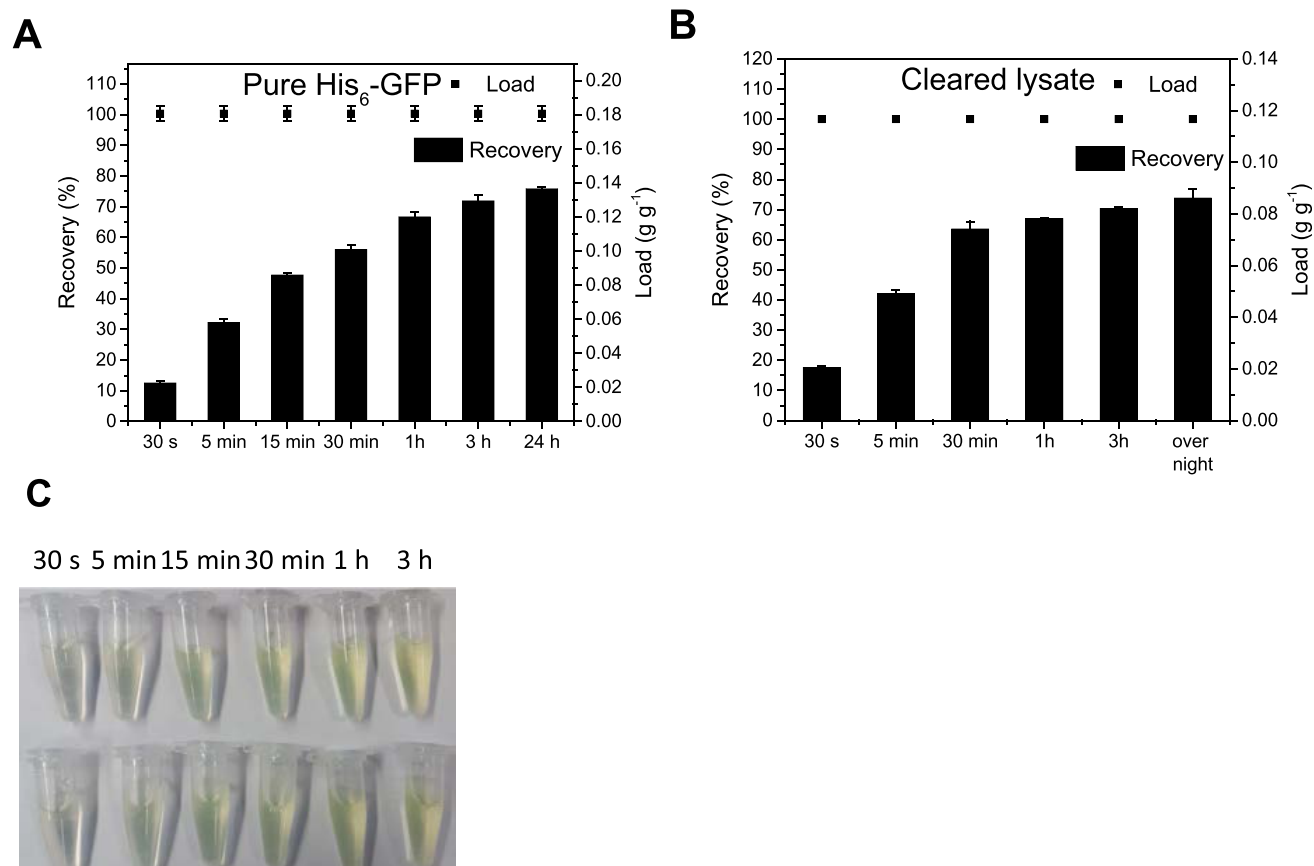 A
Pure His6-GFP
Load
Recovery
Recovery (%)
110
100
90
80
70
60
50
40
30
20
10
0
Load (g g-1)
0.20
0.18
0.16
0.14
0.12
0.10
0.08
0.06
0.04
0.02
0.00
30 s 5 min 15 min 30 min 1h 3 h 24 h
B
Cleared lysate
Load
Recovery
Recovery (%)
120
110
100
90
80
70
60
50
40
30
20
10
0
Load (g g-1)
0.14
0.12
0.10
0.08
0.06
0.04
0.02
0.00
30 s 5 min 30 min 1h 3h over
night
C
30 s 5 min 15 min 30 min 1 h 3 h